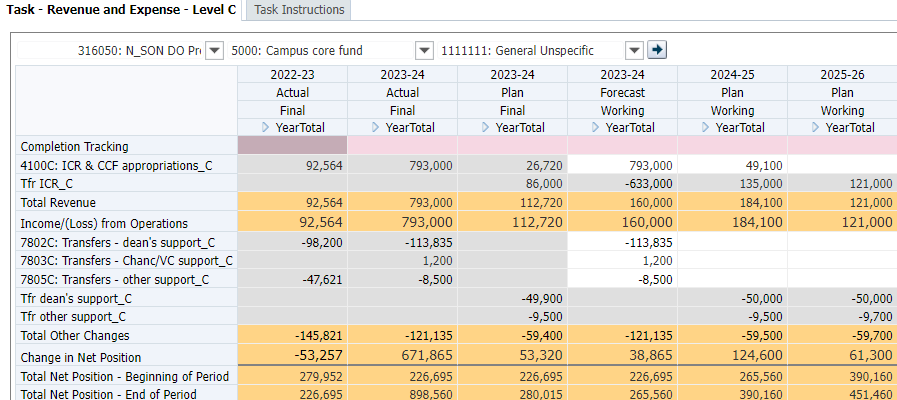 Task - Revenue and Expense - Level C Task Instructions
316050: N_SON DO Pr 5000: Campus core fund 1111111: General Unspecific
2022-23 2023-24 2023-24 2023-24 2024-25 2025-26
Actual Actual Plan Forecast Plan Plan
Final Final Final Working Working Working
YearTotal YearTotal YearTotal YearTotal YearTotal YearTotal
Completion Tracking
4100C: ICR & CCF appropriations_C 92,564 793,000 26,720 793,000 49,100
Tfr ICR_C 86,000 -633,000 135,000 121,000
Total Revenue 92,564 793,000 112,720 160,000 184,100 121,000
Income/(Loss) from Operations 92,564 793,000 112,720 160,000 184,100 121,000
7802C: Transfers - dean's support_C -98,200 -113,835 -113,835
7803C: Transfers - Chanc/VC support_C 1,200 1,200
7805C: Transfers - other support_C -47,621 -8,500 -8,500
Tfr dean's support_C -49,900 -50,000 -50,000
Tfr other support_C -9,500 -9,500 -9,700
Total Other Changes -145,821 -121,135 -59,400 -121,135 -59,500 -59,700
Change in Net Position -53,257 671,865 53,320 38,865 124,600 61,300
Total Net Position - Beginning of Period 279,952 226,695 226,695 226,695 265,560 390,160
Total Net Position - End of Period 226,695 898,560 280,015 265,560 390,160 451,460